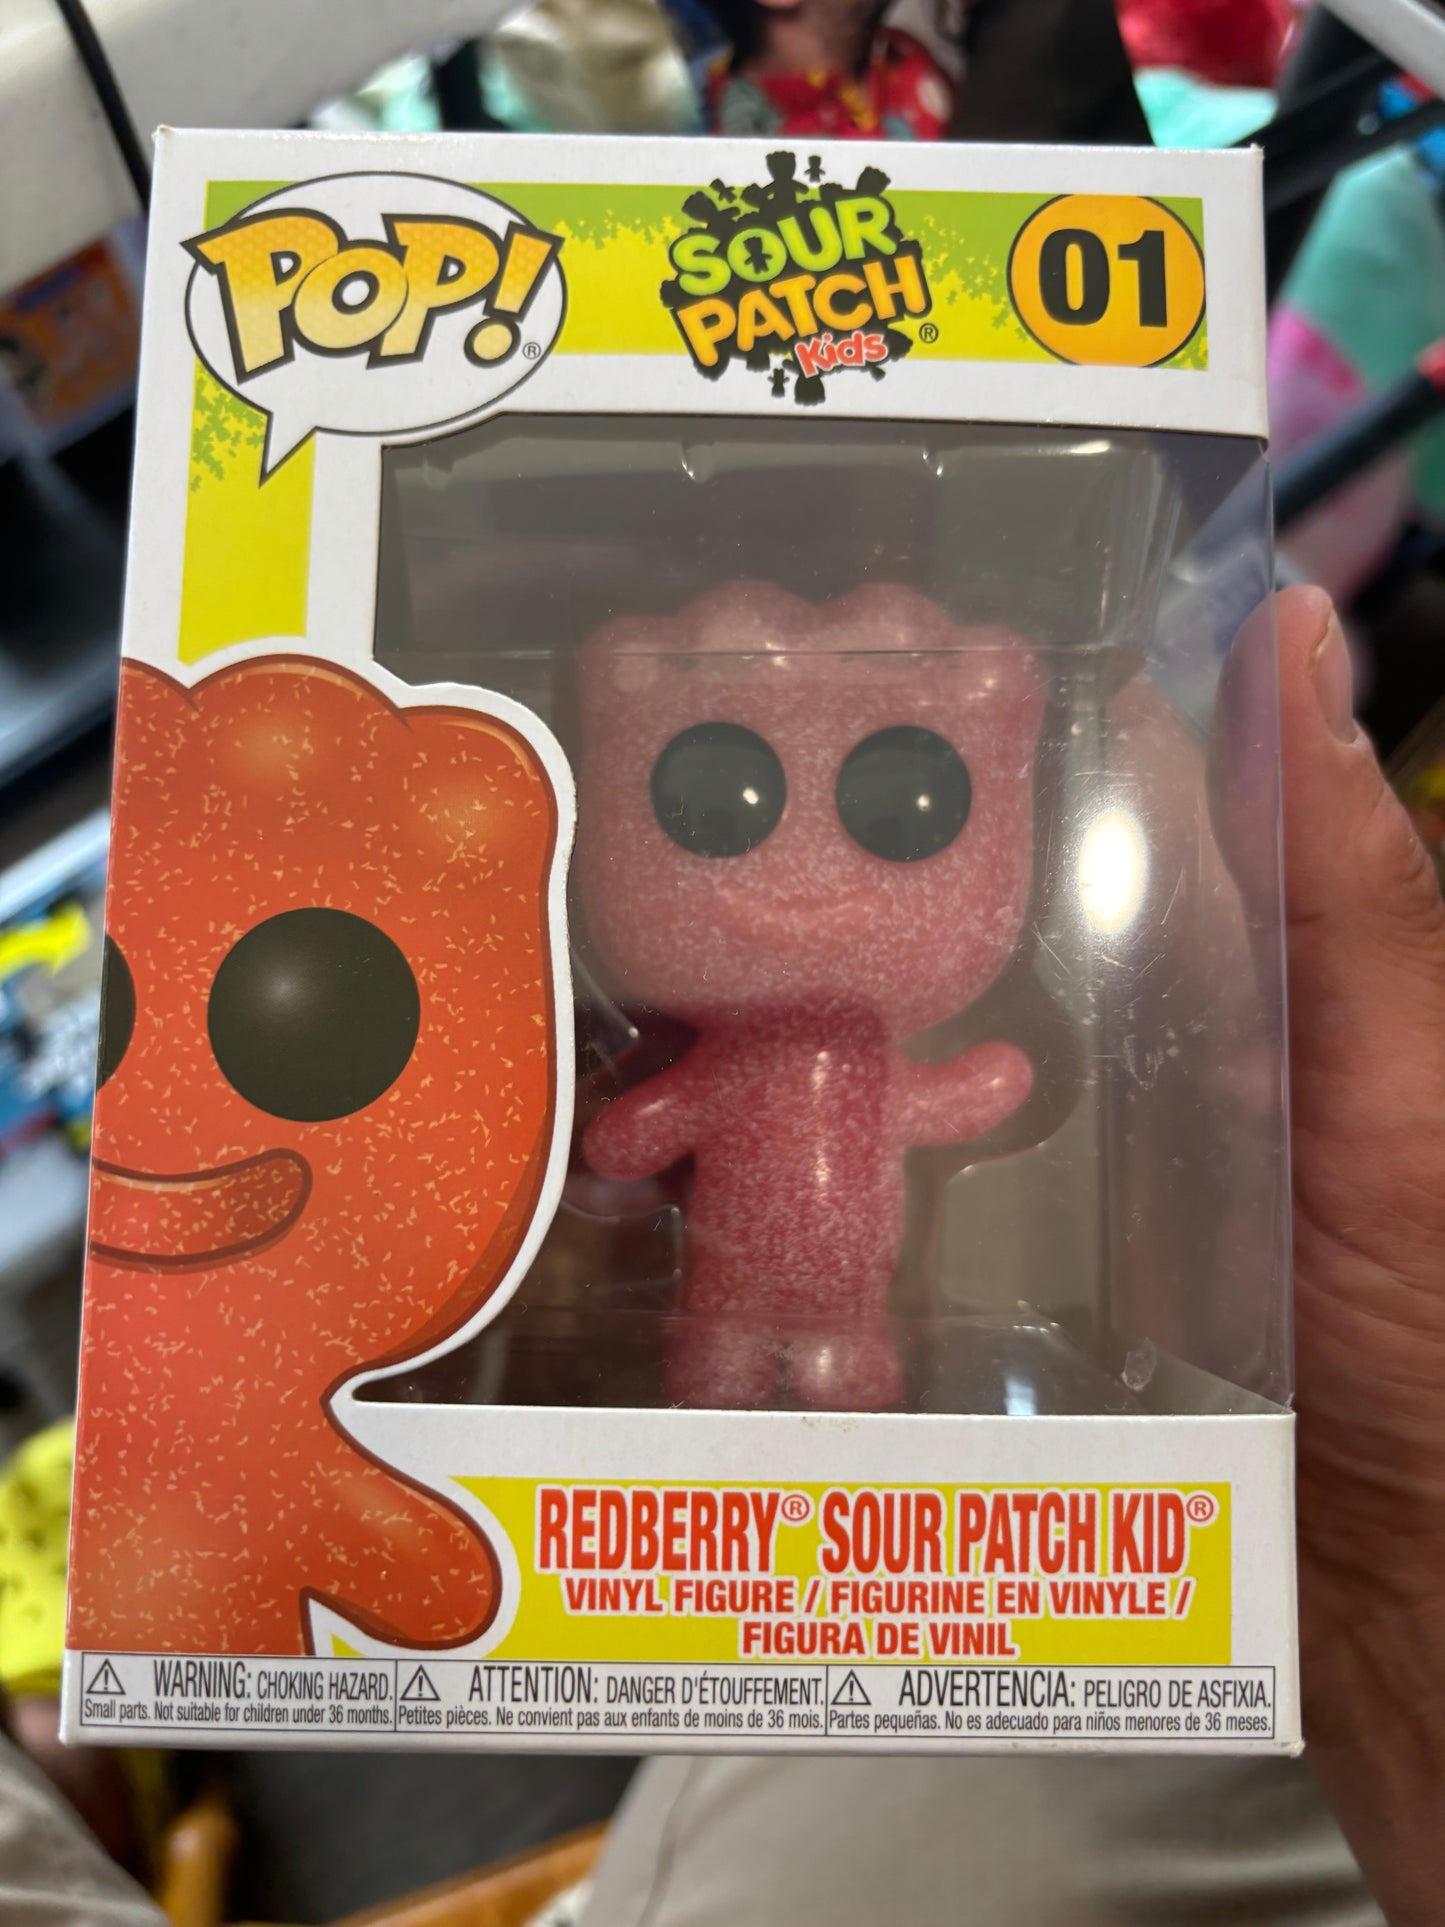 POP!®
SOUR
PATCH
Kids®
01
REDBERRY® SOUR PATCH KID®
VINYL FIGURE / FIGURINE EN VINYLE /
FIGURA DE VINIL
⚠ WARNING: CHOKING HAZARD.
Small parts. Not suitable for children under 36 months.
⚠ ATTENTION: DANGER D'ÉTOUFFEMENT.
Petites pièces. Ne convient pas aux enfants de moins de 36 mois.
⚠ ADVERTENCIA: PELIGRO DE ASFIXIA.
Partes pequeñas. No es adecuado para niños menores de 36 meses.